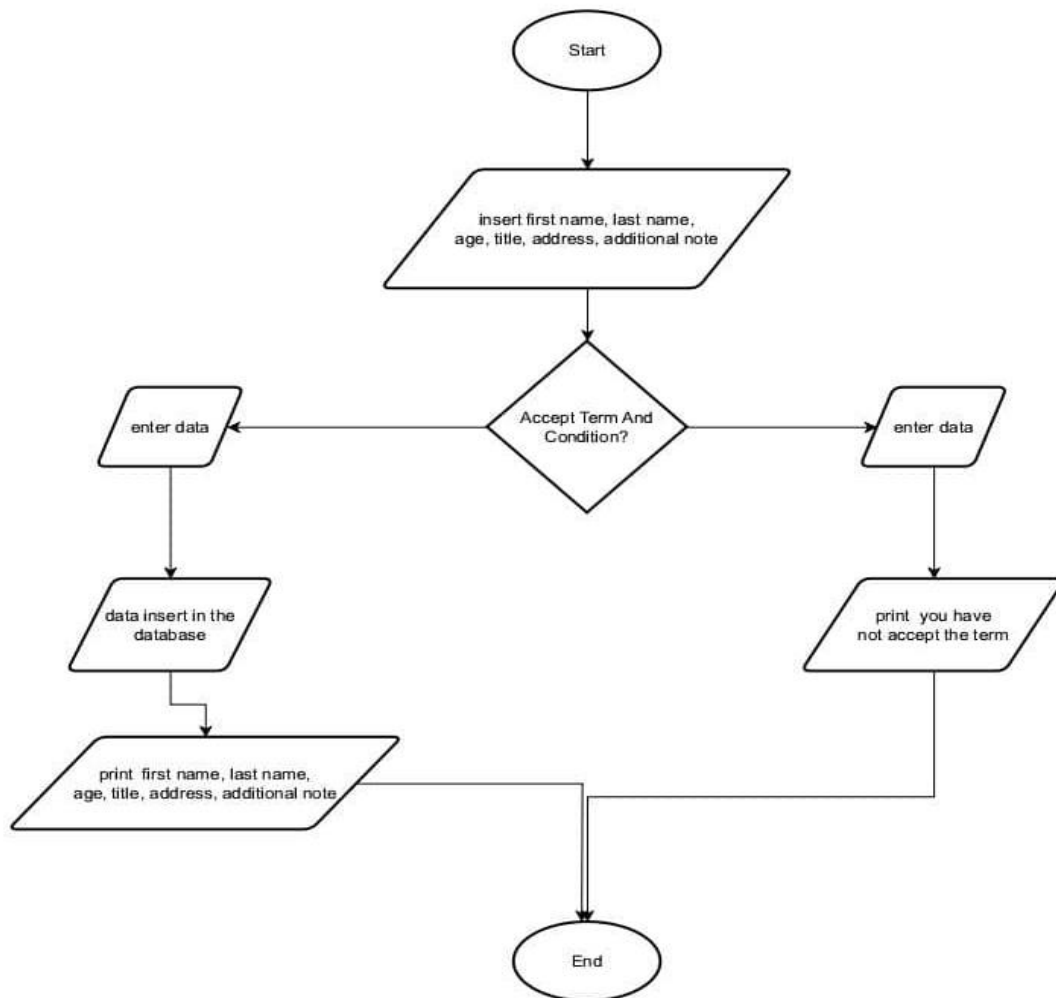 Start
insert first name, last name,
age, title, address, additional note
Accept Term And
Condition?
enter data
enter data
data insert in the
database
print you have
not accept the term
print first name, last name,
age, title, address, additional note
End